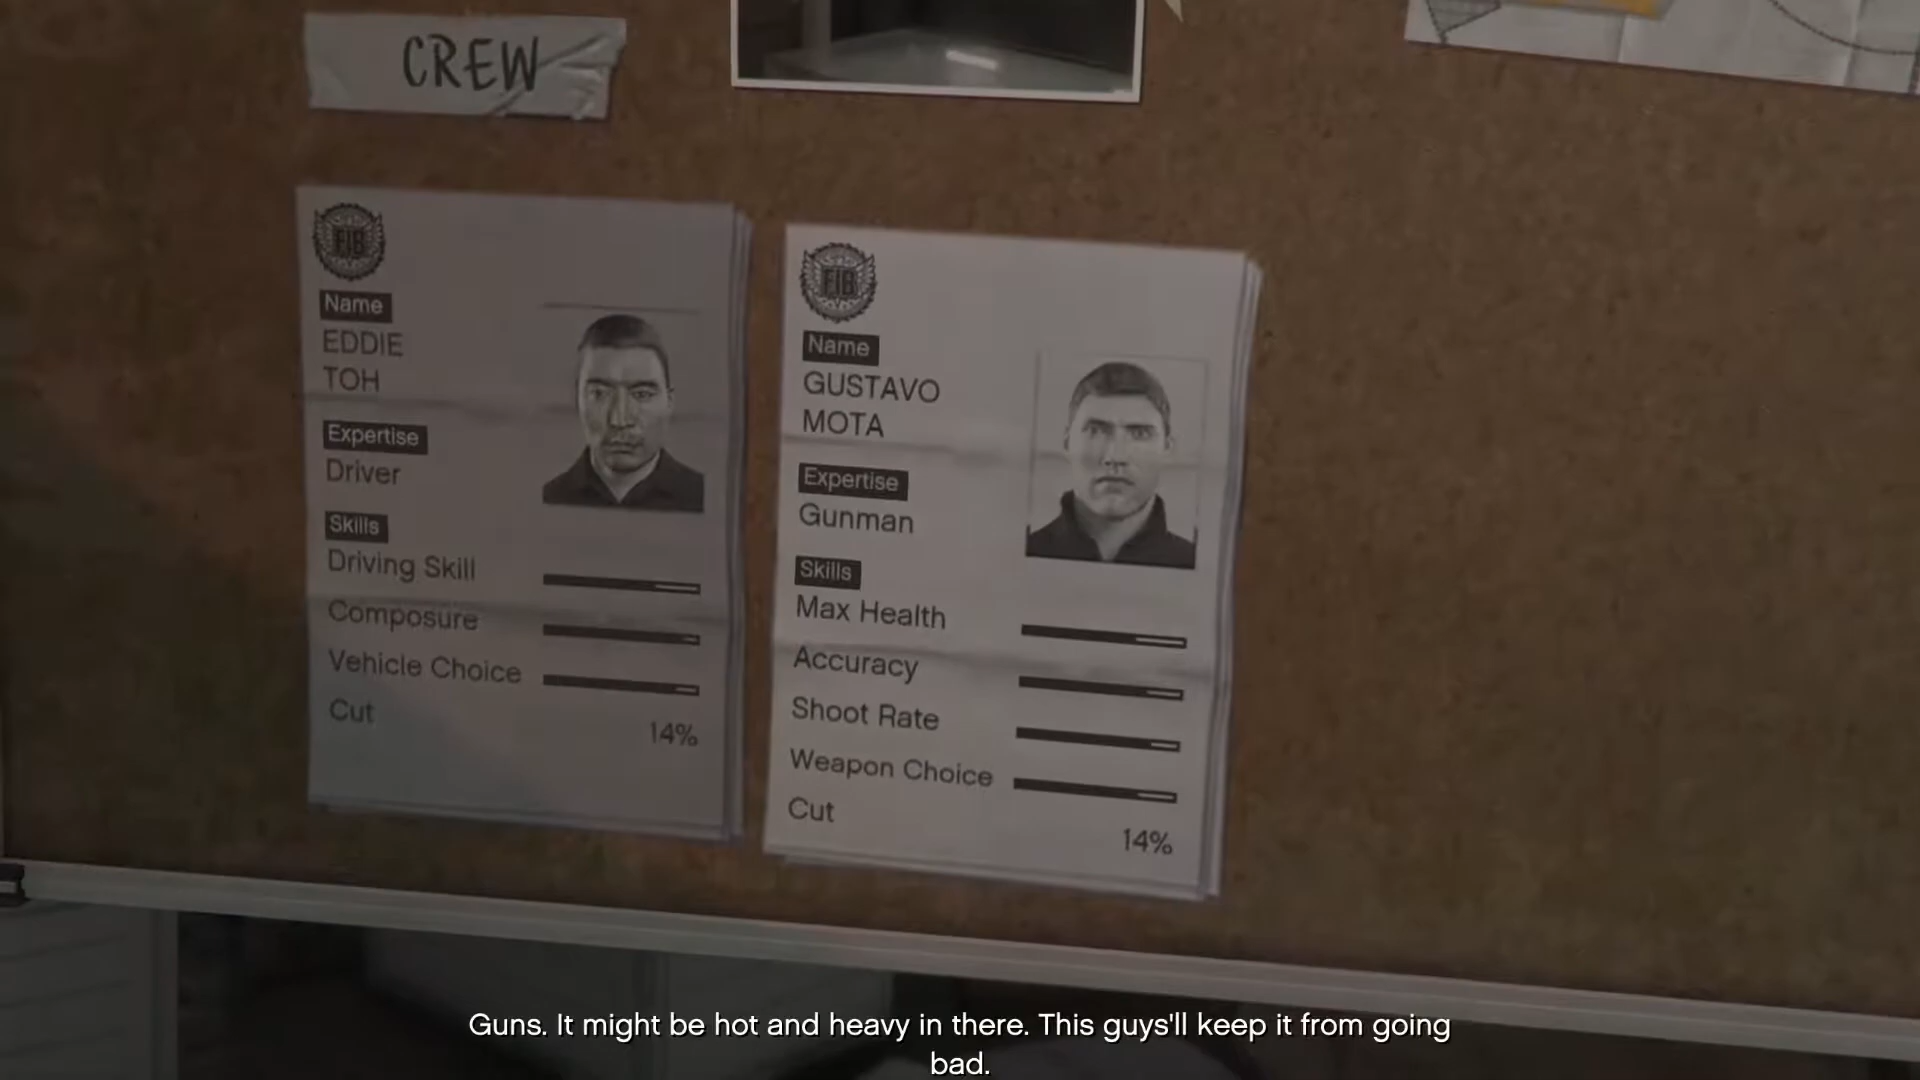 CREW
FIB
Name
EDDIE
TOH
Expertise
Driver
Skills
Driving Skill
Composure
Vehicle Choice
Cut
14%
FIB
Name
GUSTAVO
MOTA
Expertise
Gunman
Skills
Max Health
Accuracy
Shoot Rate
Weapon Choice
Cut
14%
Guns. It might be hot and heavy in there. This guys'll keep it from going
bad.